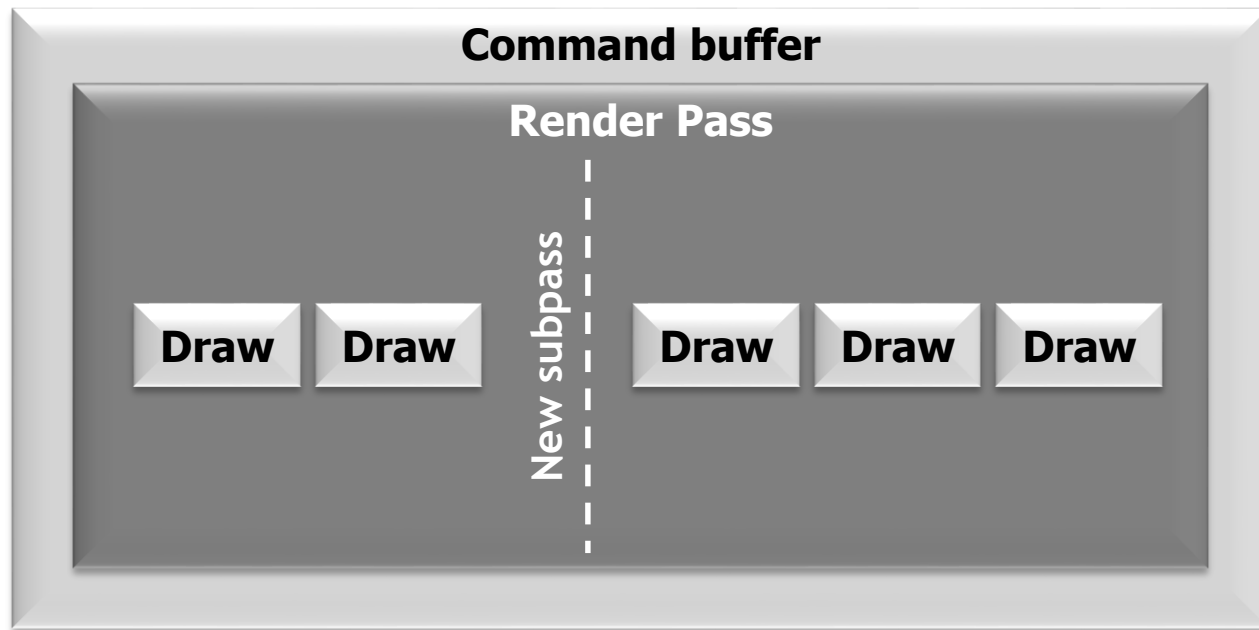 Command buffer
Render Pass
New subpass
Draw
Draw
Draw
Draw
Draw